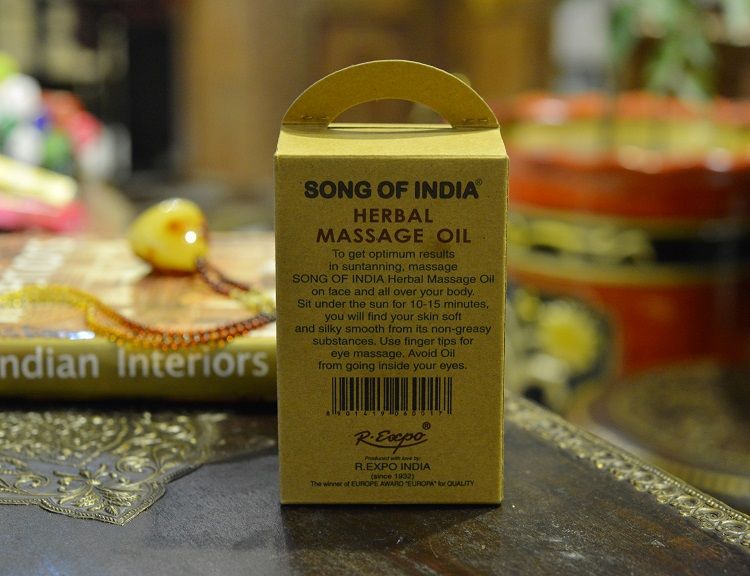 SONG OF INDIA®
HERBAL
MASSAGE OIL
To get optimum results
in suntanning, massage
SONG OF INDIA Herbal Massage Oil
on face and all over your body.
Sit under the sun for 10-15 minutes,
you will find your skin soft
and silky smooth from its non-greasy
substances. Use finger tips for
eye massage. Avoid Oil
from going inside your eyes.
8 901419 060517
R·Expo®
Produced with love by:
R.EXPO INDIA
(since 1932)
The winner of EUROPE AWARD "EUROPA" for QUALITY
ndian Interiors